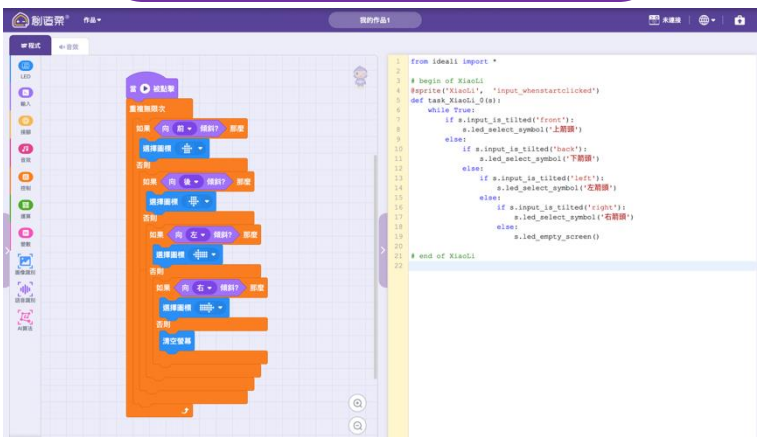 創造栗® 作品▾
我的作品1
未連接
程式
音效
LED
輸入
音訊
控制
運算
變數
圖像識別
語音識別
AI算法
當 被點擊
重複無限次
如果 向 前 傾斜? 那麼
選擇圖標
否則
如果 向 後 傾斜? 那麼
選擇圖標
否則
如果 向 左 傾斜? 那麼
選擇圖標
否則
如果 向 右 傾斜? 那麼
選擇圖標
否則
清空螢幕
1 from ideali import *
2
3 # begin of XiaoLi
4 @sprite('XiaoLi', 'input_whenstartclicked')
5 def task_XiaoLi_0(s):
6 while True:
7 if s.input_is_tilted('front'):
8 s.led_select_symbol('上箭頭')
9 else:
10 if s.input_is_tilted('back'):
11 s.led_select_symbol('下箭頭')
12 else:
13 if s.input_is_tilted('left'):
14 s.led_select_symbol('左箭頭')
15 else:
16 if s.input_is_tilted('right'):
17 s.led_select_symbol('右箭頭')
18 else:
19 s.led_empty_screen()
20
21 # end of XiaoLi
22